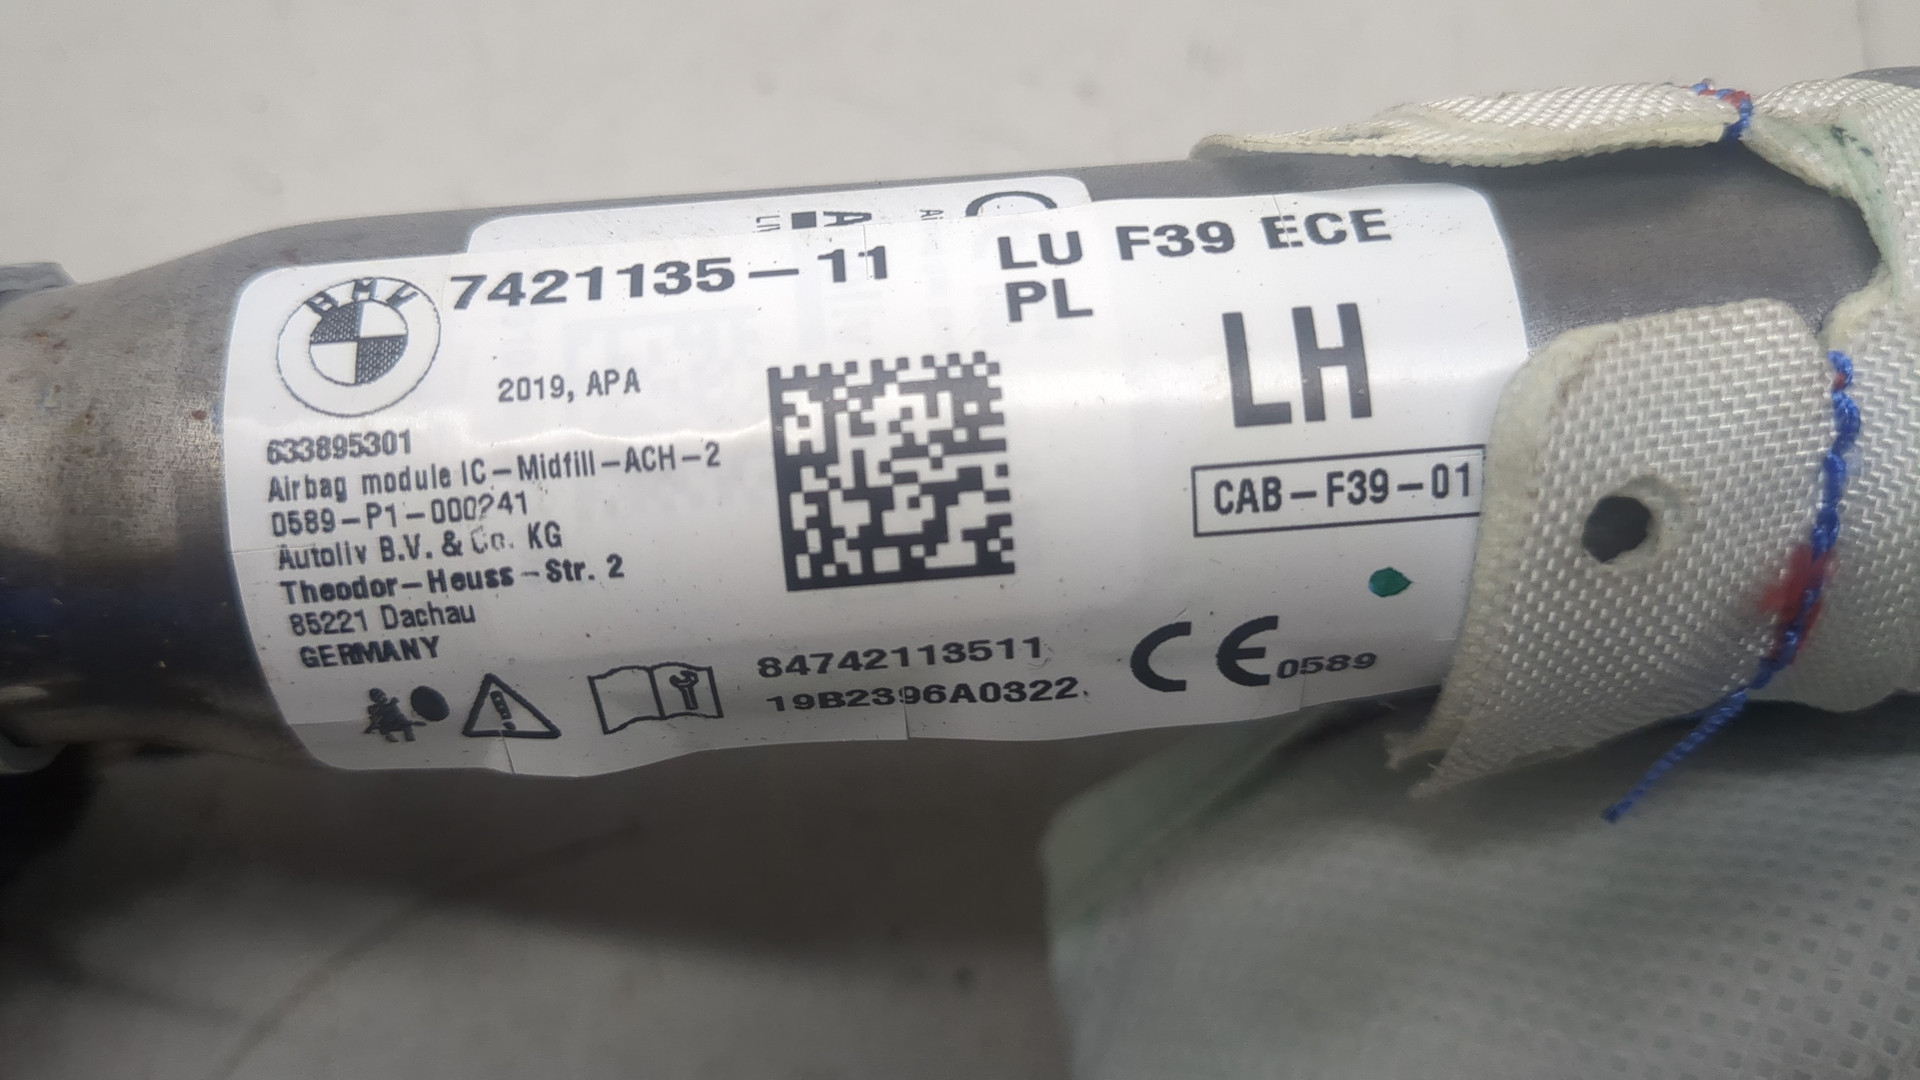 BMW
7421135-11
LU F39 ECE
PL
LH
2019, APA
633895301
Airbag module IC-Midfill-ACH-2
0589-P1-000241
Autoliv B.V. & Co. KG
Theodor-Heuss-Str. 2
85221 Dachau
GERMANY
CAB-F39-01
84742113511
19B2396A0322
CE 0589